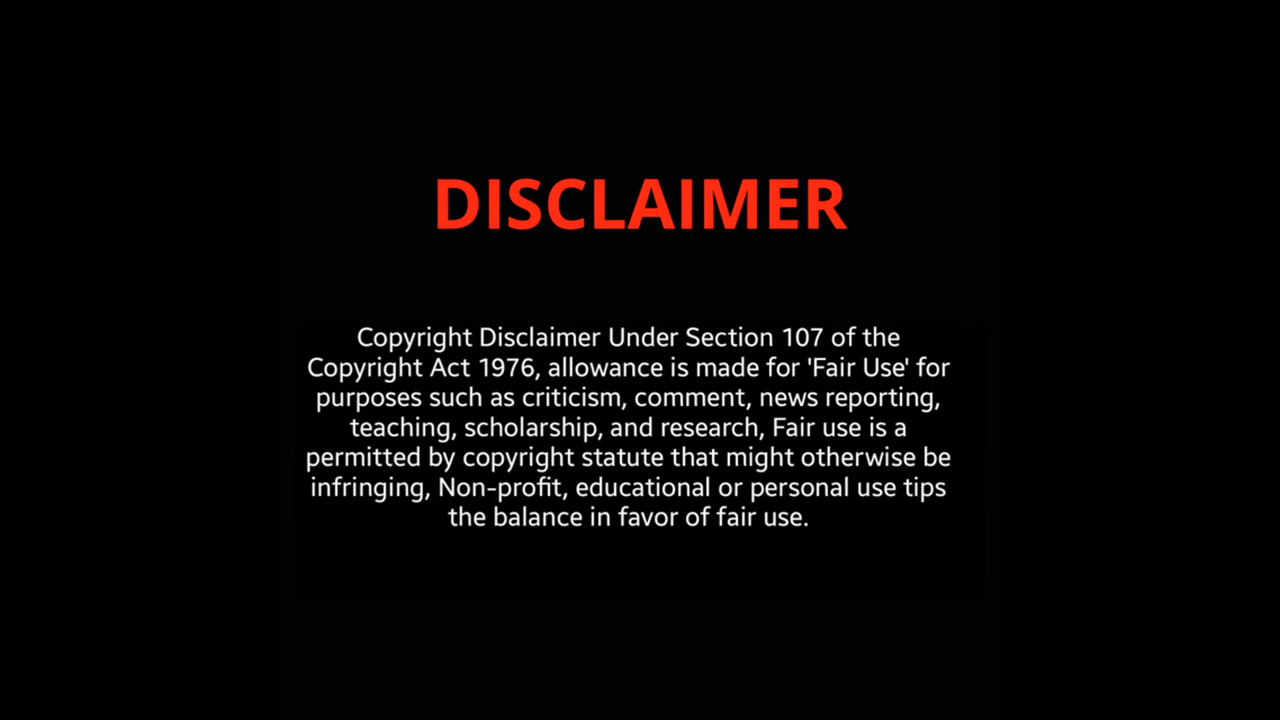 DISCLAIMER
Copyright Disclaimer Under Section 107 of the
Copyright Act 1976, allowance is made for 'Fair Use' for
purposes such as criticism, comment, news reporting,
teaching, scholarship, and research, Fair use is a
permitted by copyright statute that might otherwise be
infringing, Non-profit, educational or personal use tips
the balance in favor of fair use.